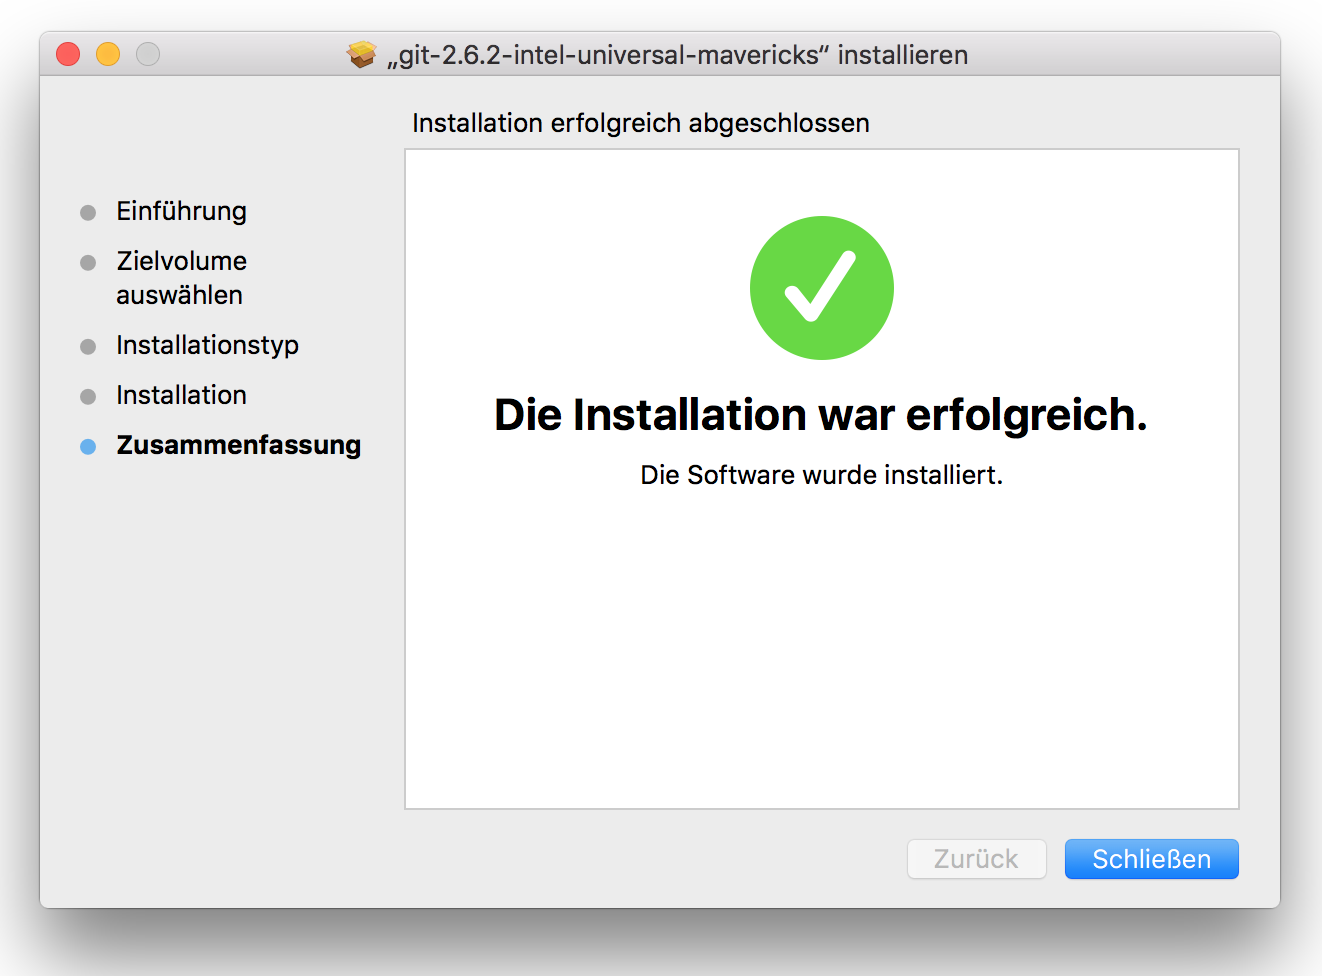 „git-2.6.2-intel-universal-mavericks“ installieren
Installation erfolgreich abgeschlossen
Einführung
Zielvolume
auswählen
Installationstyp
Installation
Zusammenfassung
Die Installation war erfolgreich.
Die Software wurde installiert.
Zurück
Schließen